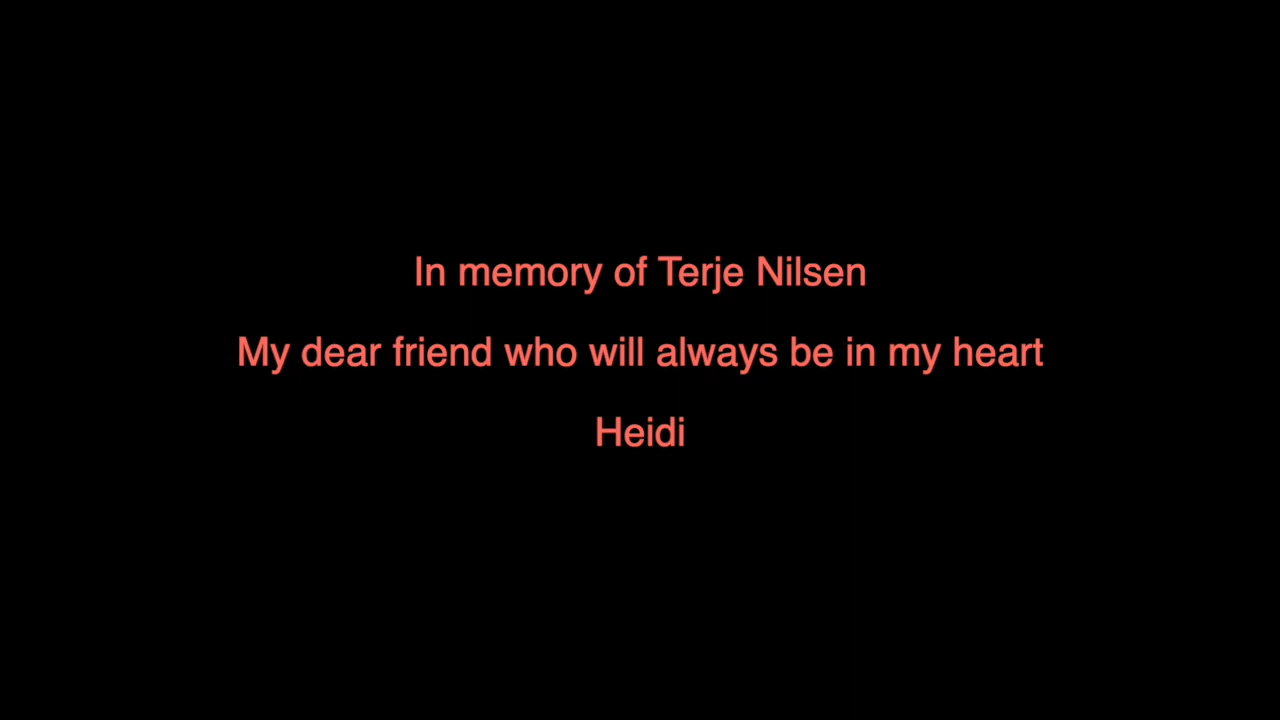 In memory of Terje Nilsen
My dear friend who will always be in my heart
Heidi